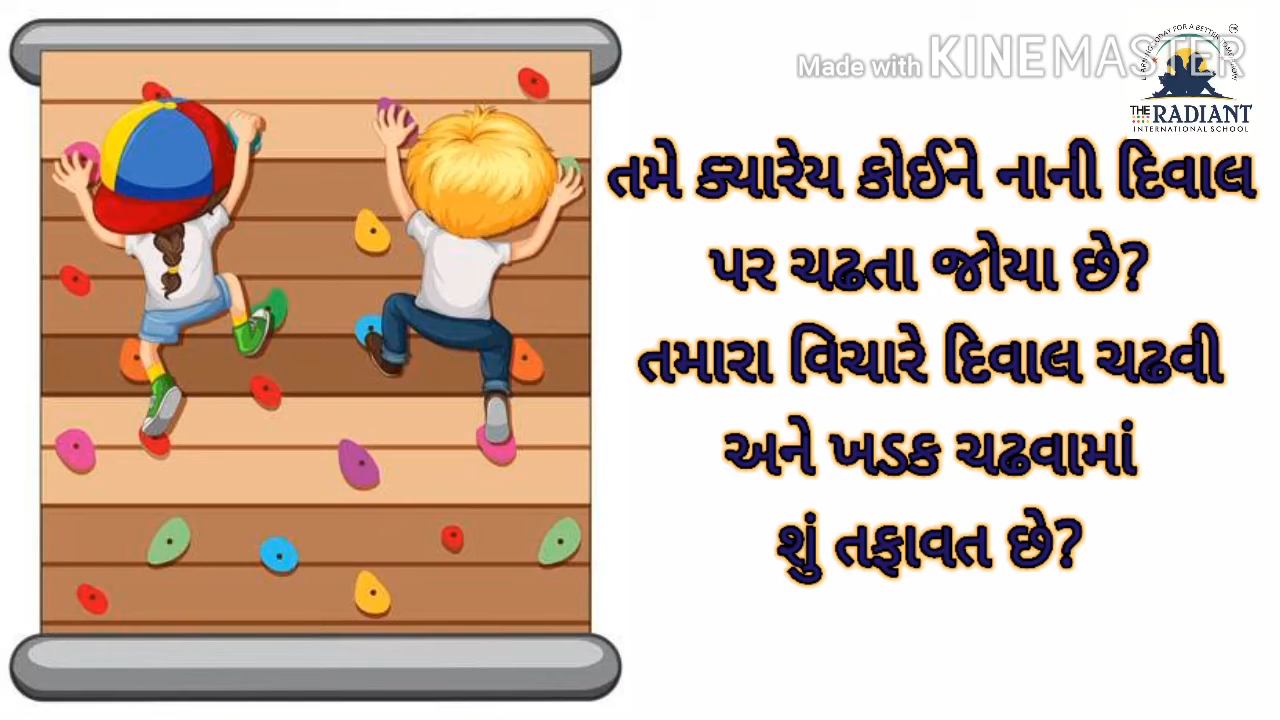 Made with KINEMASTER
THE RADIANT
INTERNATIONAL SCHOOL
તમે ક્યારેય કોઈને નાની દિવાલ
પર ચઢતા જોયા છે?
તમારા વિચારે દિવાલ ચઢવી
અને ખડક ચઢવામાં
શું તફાવત છે?